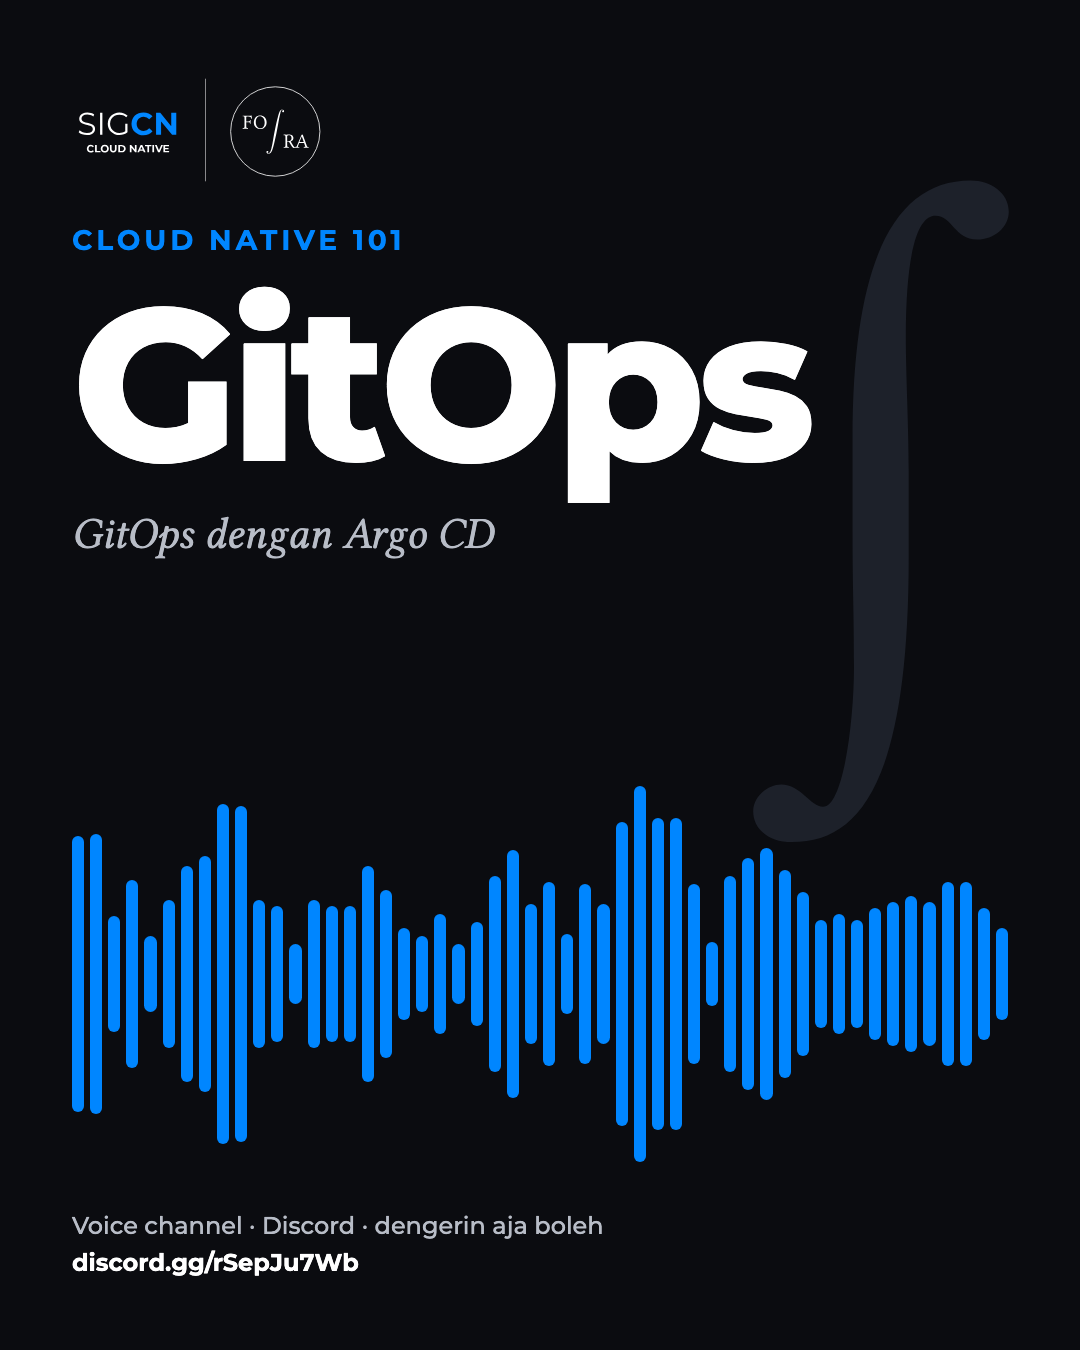 SIGCN
CLOUD NATIVE
FO∫RA
CLOUD NATIVE 101
GitOps
GitOps dengan Argo CD
∫
Voice channel · Discord · dengerin aja boleh
discord.gg/rSepJu7Wb